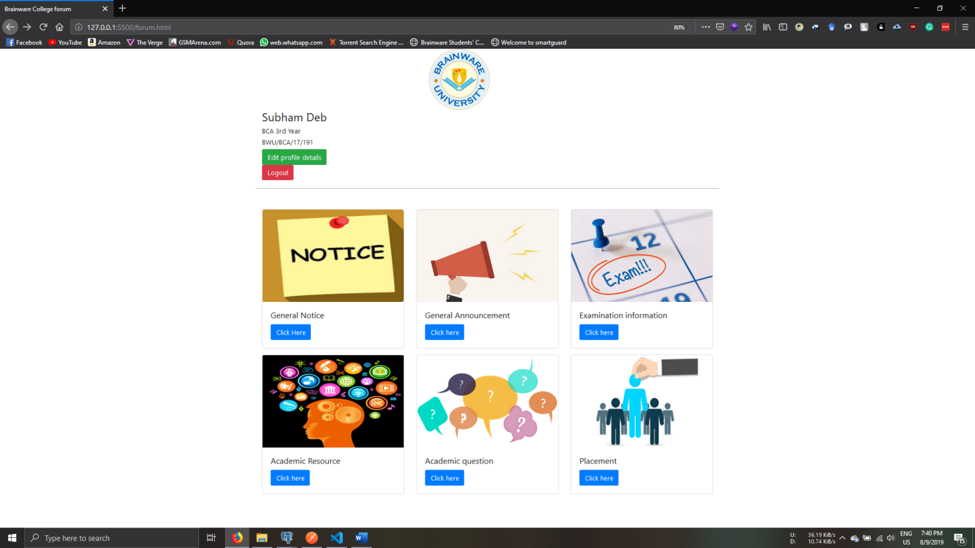 Brainware College forum
127.0.0.1:5500/forum.html
80%
Facebook YouTube Amazon The Verge GSMArena.com Quora web.whatsapp.com Torrent Search Engine ... Brainware Students' C... Welcome to smartguard
BRAINWARE UNIVERSITY
Subham Deb
BCA 3rd Year
BWU/BCA/17/191
Edit profile details
Logout
NOTICE
12
Exam!!!
19
General Notice
General Announcement
Examination information
Click Here
Click here
Click here
? ? ? ? ? ? ?
Academic Resource
Academic question
Placement
Click here
Click here
Click here
Type here to search
U: 36.19 KiB/s
D: 10.74 KiB/s
ENG
US
7:40 PM
8/9/2019